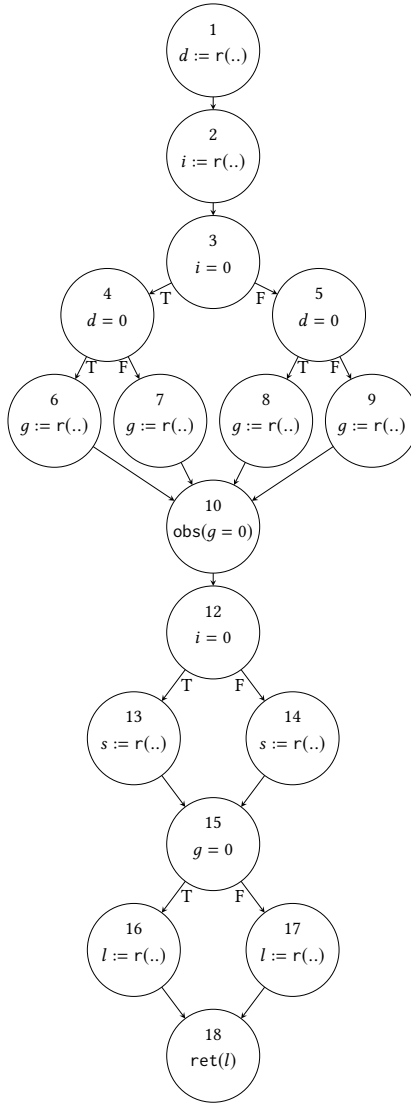 1
d := r(..)
2
i := r(..)
3
i = 0
T
F
4
d = 0
5
d = 0
T
F
T
F
6
g := r(..)
7
g := r(..)
8
g := r(..)
9
g := r(..)
10
obs(g = 0)
12
i = 0
T
F
13
s := r(..)
14
s := r(..)
15
g = 0
T
F
16
l := r(..)
17
l := r(..)
18
ret(l)